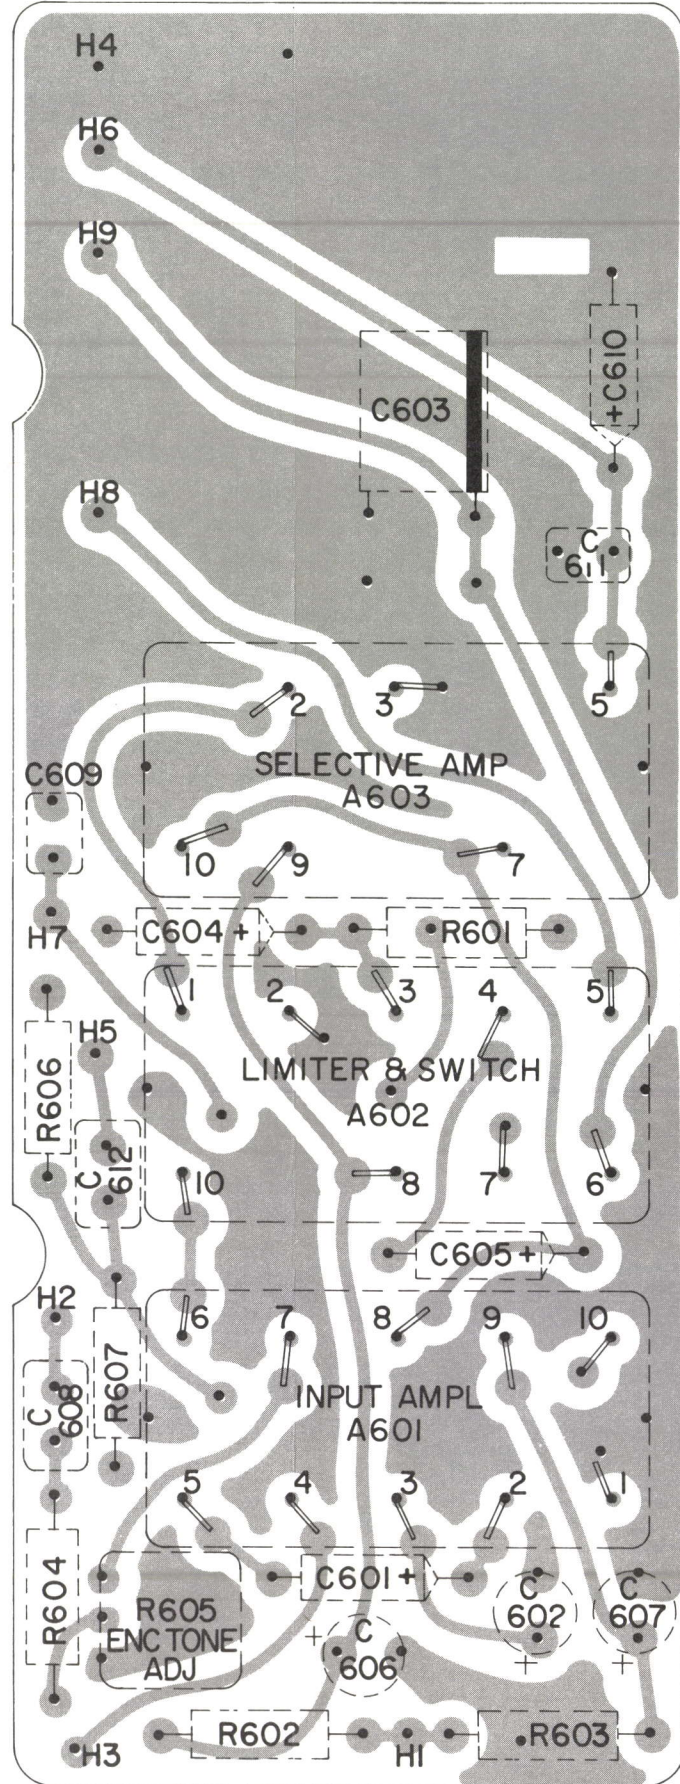 H4
H6
H9
+C610
C603
H8
C
611
2 3 5
SELECTIVE AMP
A603
C609
10 9 7
H7
C604+
R601
1 2 3 4 5
H5
R606
LIMITER & SWITCH
A602
C
612
10 8 7 6
C605+
H2
6 7 8 9 10
R607
INPUT AMPL
A601
C
608
5 4 3 2 1
C601+
R604
R605
ENC TONE
ADJ
C
602
+
C
607
+
+
C
606
R602
H1
R603
H3